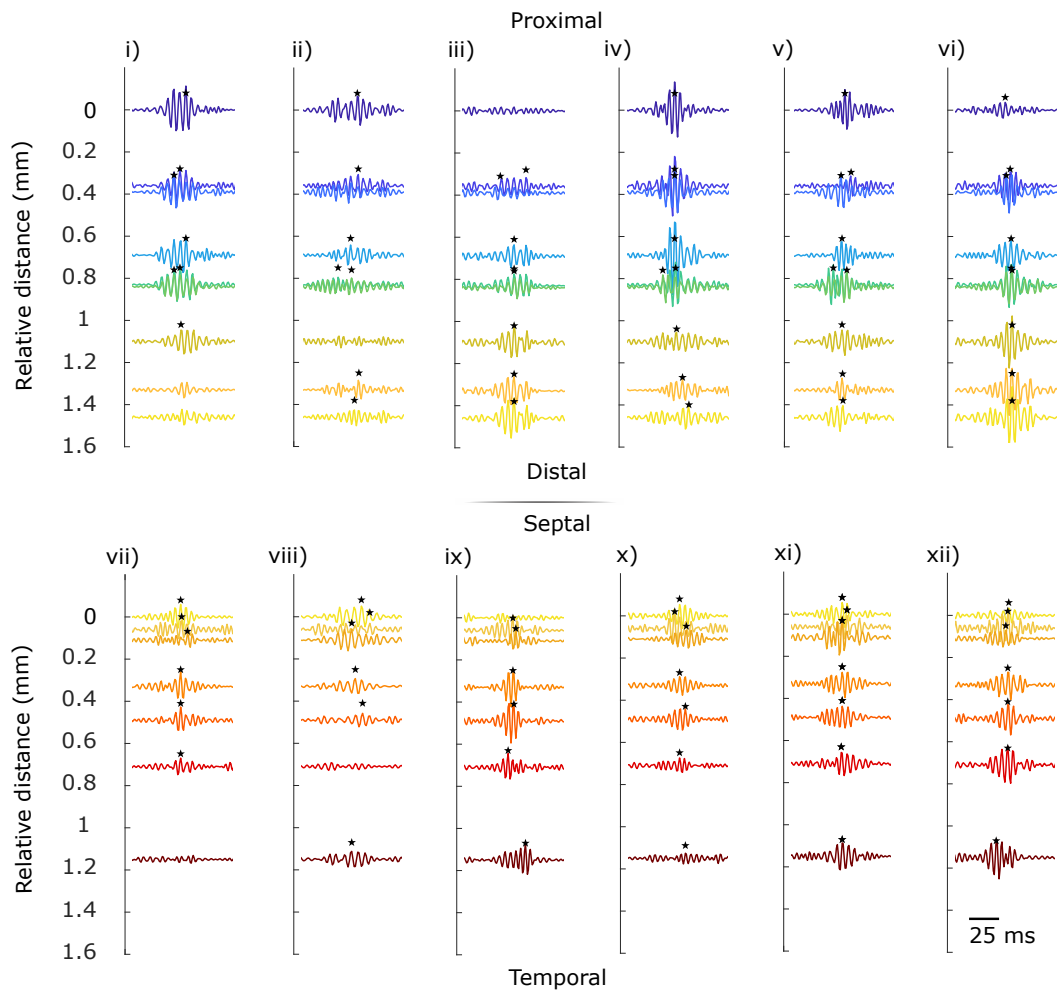 Proximal
i) ii) iii) iv) v) vi)
Relative distance (mm)
0
0.2
0.4
0.6
0.8
1
1.2
1.4
1.6
Distal
Septal
vii) viii) ix) x) xi) xii)
Relative distance (mm)
0
0.2
0.4
0.6
0.8
1
1.2
1.4
1.6
25 ms
Temporal